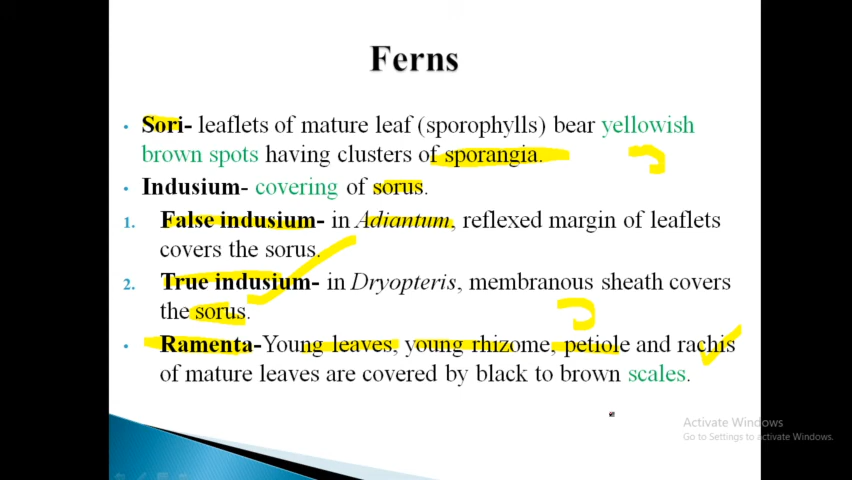 Ferns
• Sori- leaflets of mature leaf (sporophylls) bear yellowish
brown spots having clusters of sporangia.
• Indusium- covering of sorus.
1. False indusium- in Adiantum, reflexed margin of leaflets
covers the sorus.
2. True indusium- in Dryopteris, membranous sheath covers
the sorus.
• Ramenta-Young leaves, young rhizome, petiole and rachis
of mature leaves are covered by black to brown scales.
Activate Windows
Go to Settings to Activate Windows.